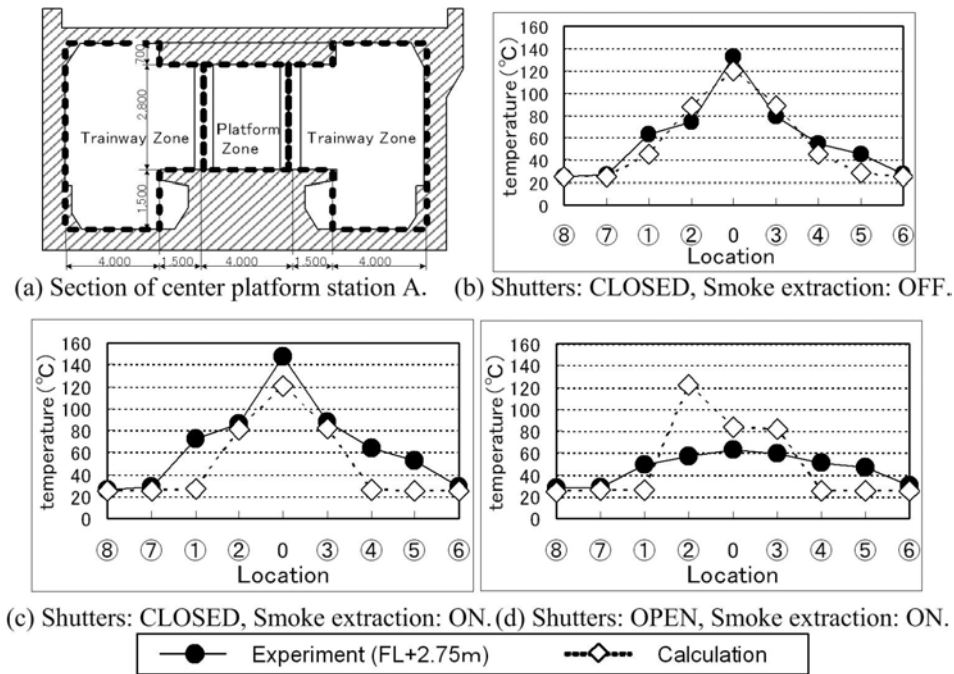 700
2.800
1.500
Trainway Zone
Platform
Zone
Trainway Zone
4.000 1.500 4.000 1.500 4.000
(a) Section of center platform station A.
temperature(℃)
160
140
120
100
80
60
40
20
0
⑧ ⑦ ① ② 0 ③ ④ ⑤ ⑥
Location
(b) Shutters: CLOSED, Smoke extraction: OFF.
temperature(℃)
160
140
120
100
80
60
40
20
0
⑧ ⑦ ① ② 0 ③ ④ ⑤ ⑥
Location
(c) Shutters: CLOSED, Smoke extraction: ON.
temperature(℃)
160
140
120
100
80
60
40
20
0
⑧ ⑦ ① ② 0 ③ ④ ⑤ ⑥
Location
(d) Shutters: OPEN, Smoke extraction: ON.
Experiment (FL+2.75m) Calculation